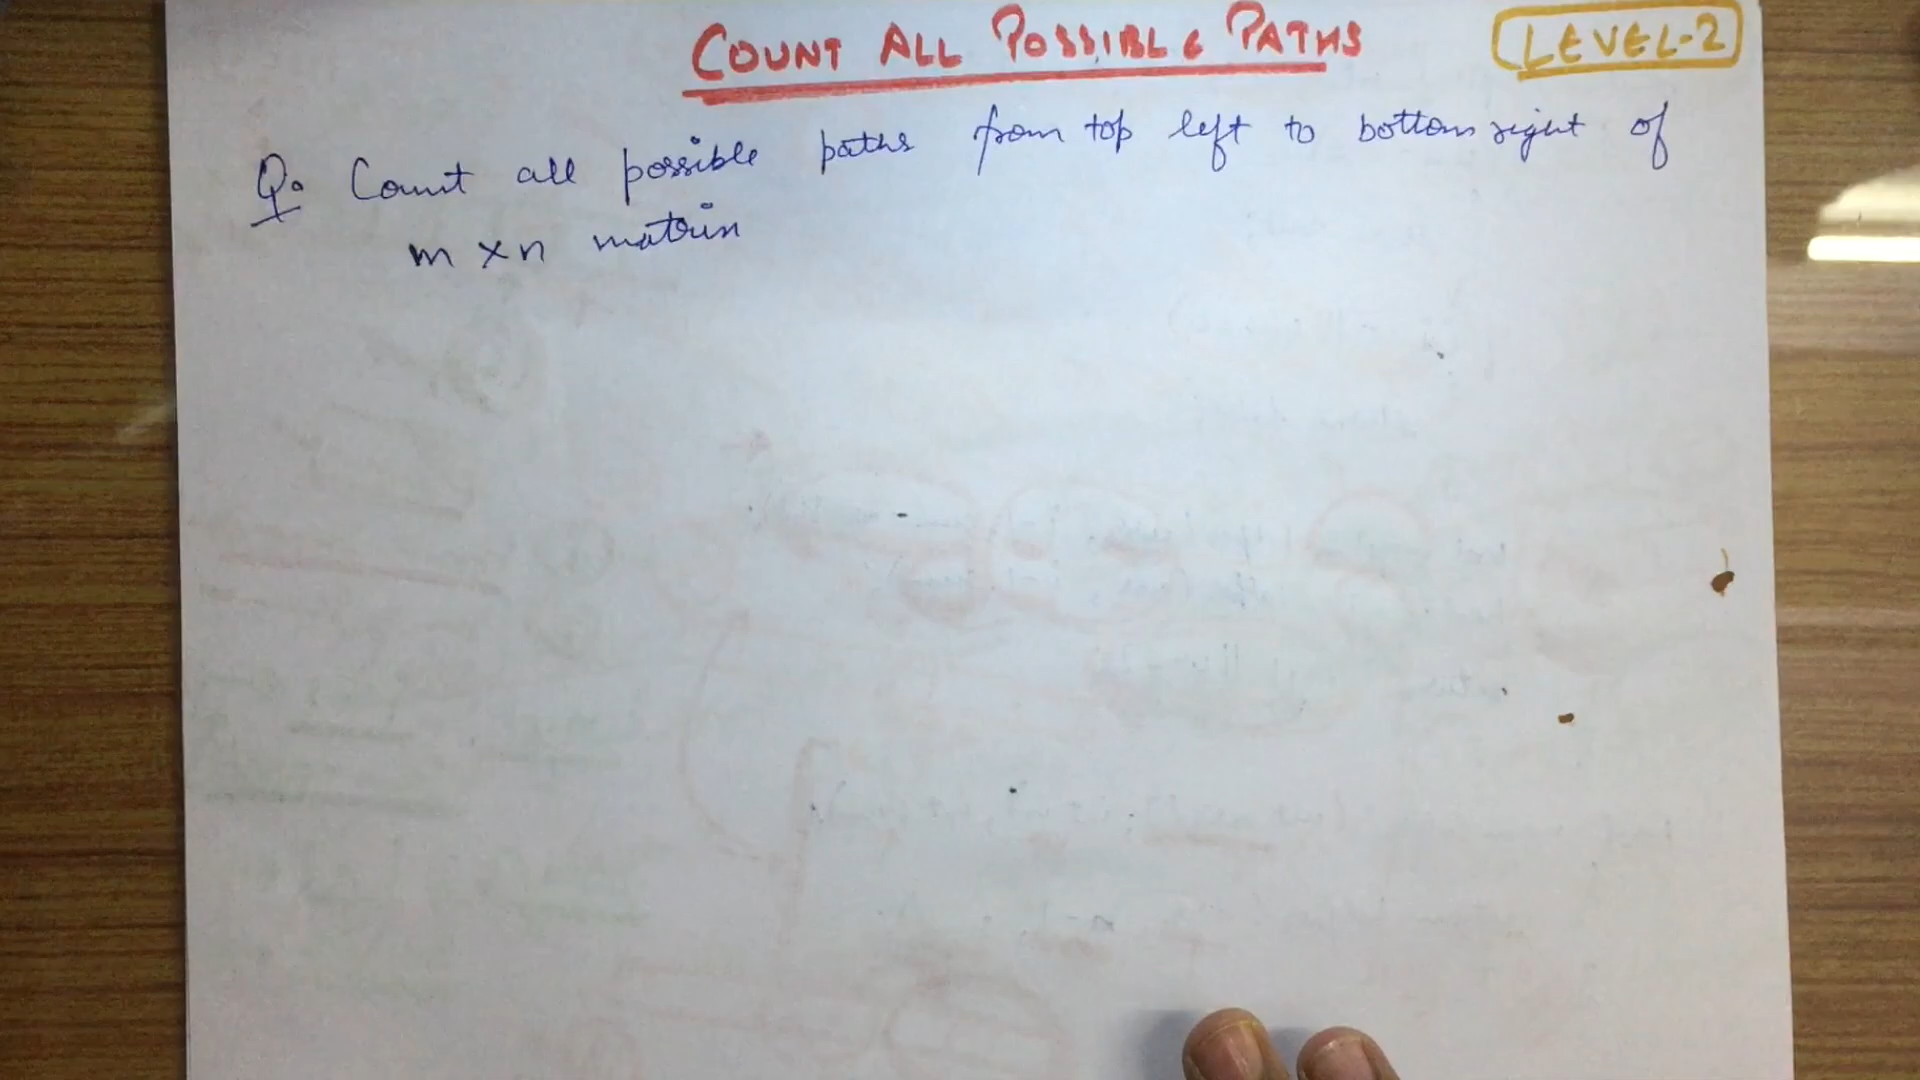 COUNT ALL POSSIBLE PATHS
LEVEL-2
Q. Count all possible paths from top left to bottom right of
m x n matrix